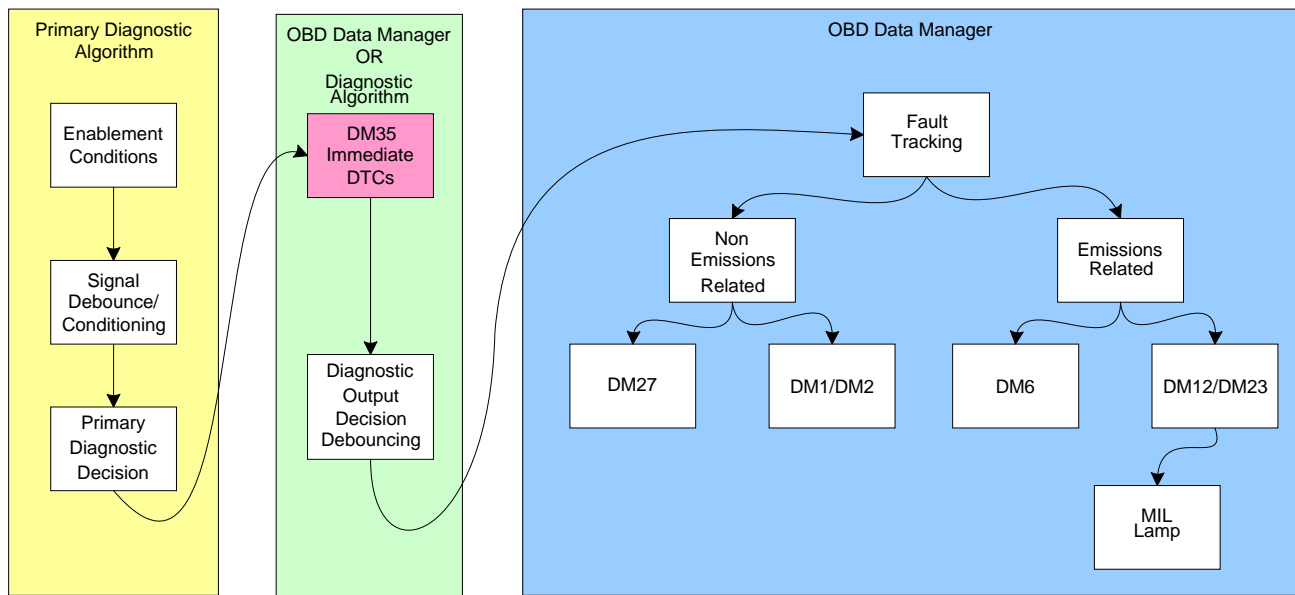 Primary Diagnostic
Algorithm
Enablement
Conditions
Signal
Debounce/
Conditioning
Primary
Diagnostic
Decision
OBD Data Manager
OR
Diagnostic
Algorithm
DM35
Immediate
DTCs
Diagnostic
Output
Decision
Debouncing
OBD Data Manager
Fault
Tracking
Non
Emissions
Related
Emissions
Related
DM27
DM1/DM2
DM6
DM12/DM23
MIL
Lamp